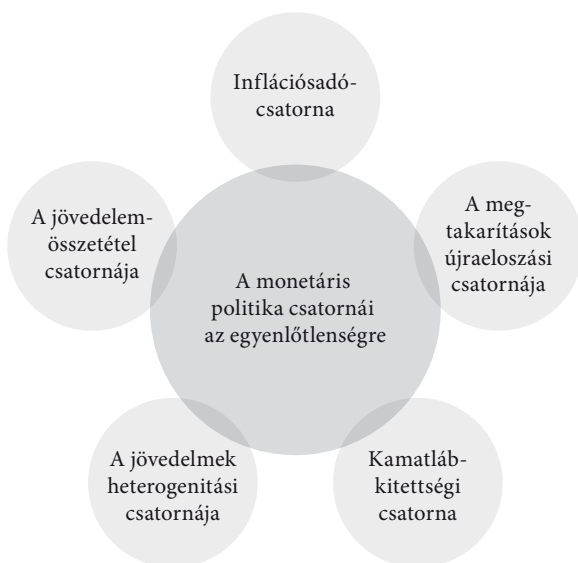 Inflációsadó-
csatorna
A jövedelem-
összetétel
csatornája
A meg-
takarítások
újraeloszási
csatornája
A monetáris
politika csatornái
az egyenlőtlenségre
A jövedelmek
heterogenitási
csatornája
Kamatláb-
kitettségi
csatorna